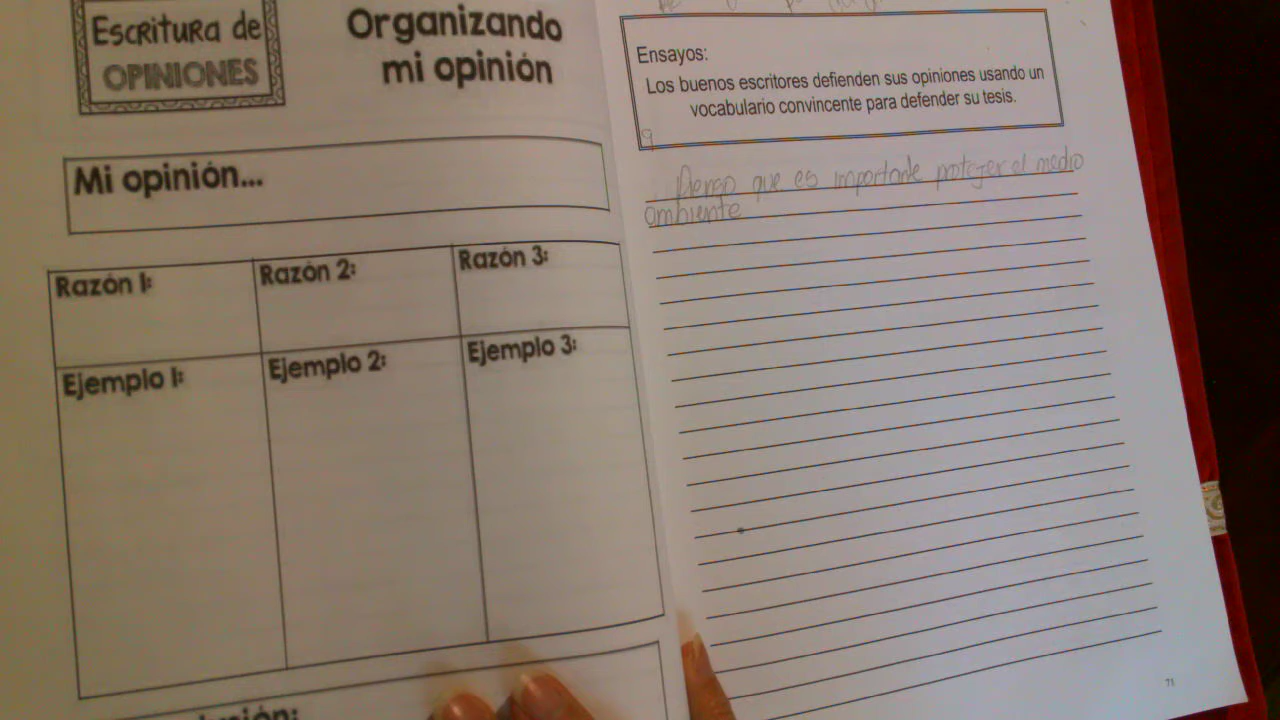 Escritura de
OPINIONES
Organizando
mi opinión
Mi opinión...
Razón 1:
Razón 2:
Razón 3:
Ejemplo 1:
Ejemplo 2:
Ejemplo 3:
Ensayos:
Los buenos escritores defienden sus opiniones usando un
vocabulario convincente para defender su tesis.
9
Pienso que es importante protejer el medio
ambiente
71